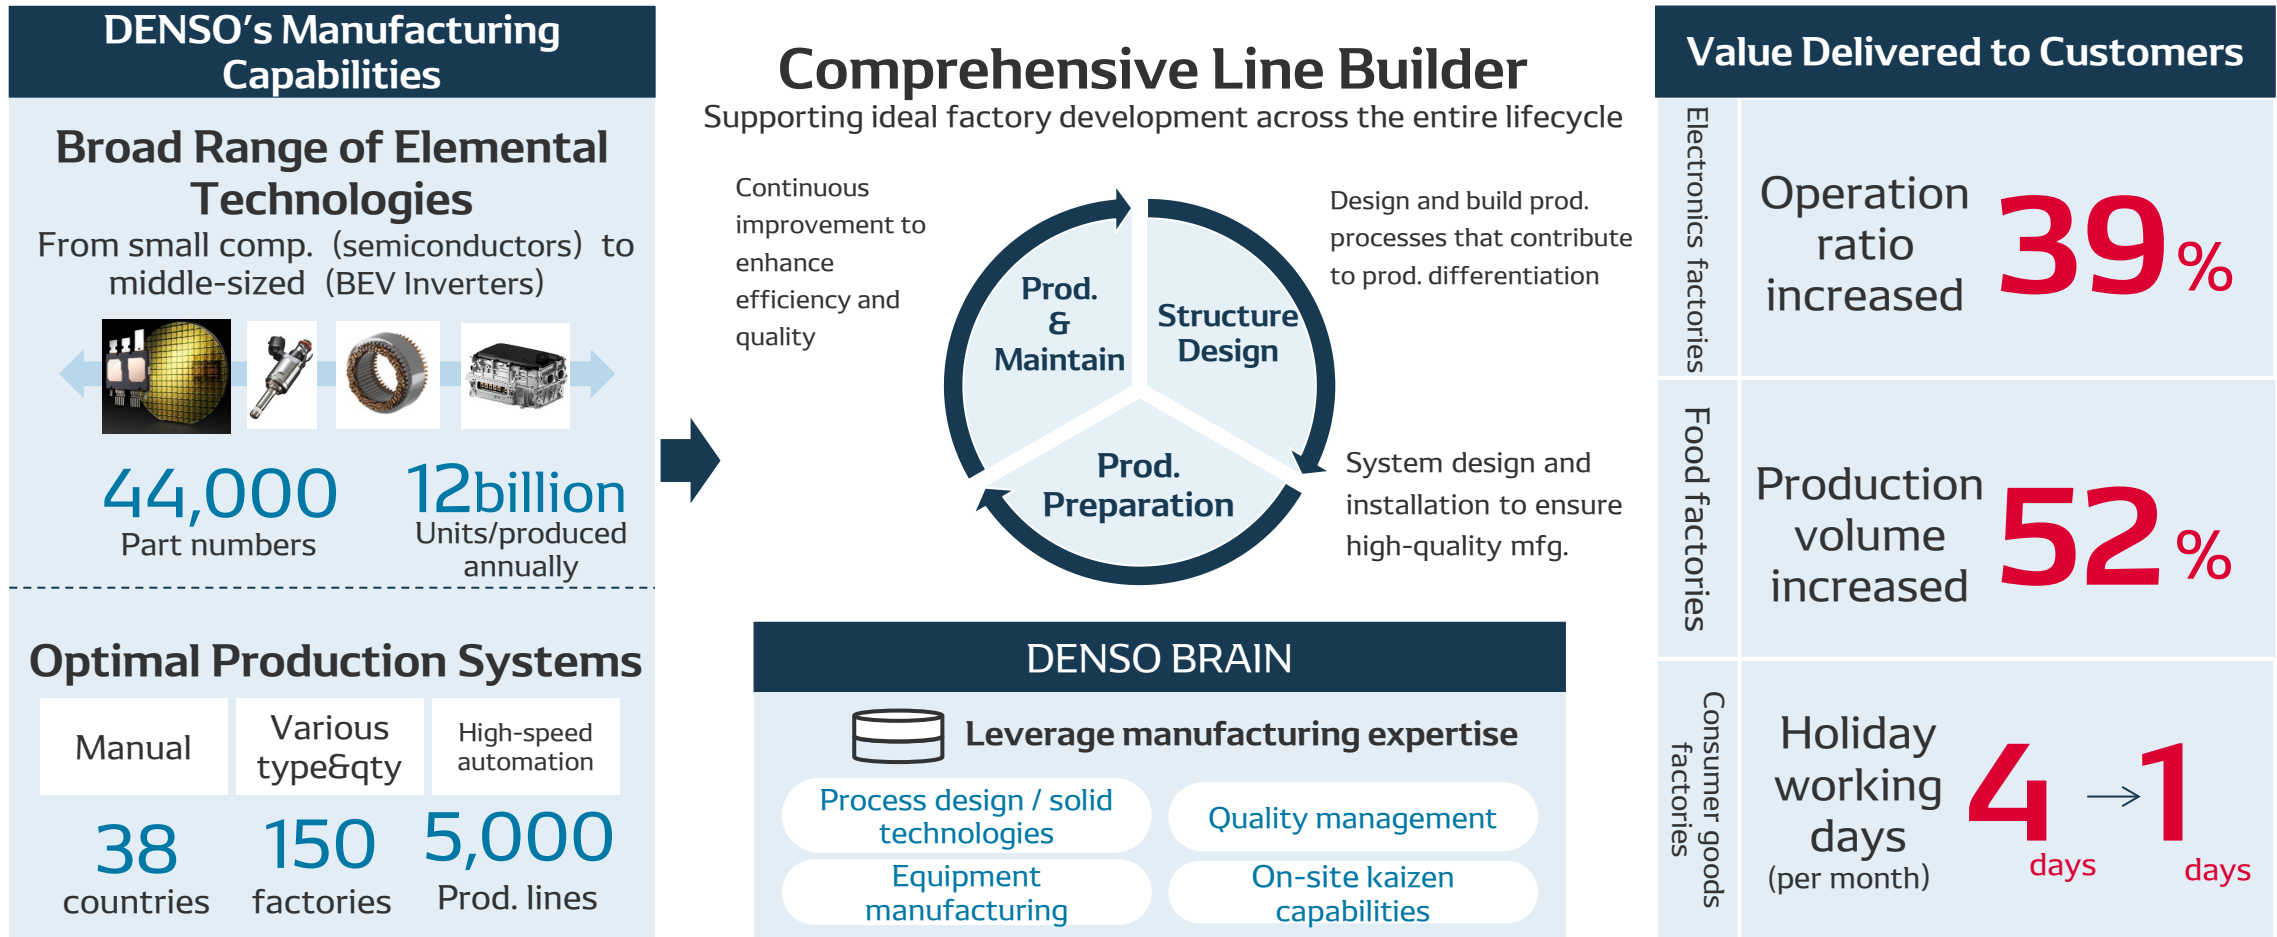 DENSO's Manufacturing
Capabilities
Broad Range of Elemental
Technologies
From small comp. (semiconductors) to
middle-sized (BEV Inverters)
44,000
Part numbers
12billion
Units/produced
annually
Optimal Production Systems
Manual
Various
type&qty
High-speed
automation
38
countries
150
factories
5,000
Prod. lines
Comprehensive Line Builder
Supporting ideal factory development across the entire lifecycle
Continuous
improvement to
enhance
efficiency and
quality
Prod.
&
Maintain
Structure
Design
Prod.
Preparation
Design and build prod.
processes that contribute
to prod. differentiation
System design and
installation to ensure
high-quality mfg.
DENSO BRAIN
Leverage manufacturing expertise
Process design / solid
technologies
Quality management
Equipment
manufacturing
On-site kaizen
capabilities
Value Delivered to Customers
Electronics factories
Operation
ratio
increased
39%
Food factories
Production
volume
increased
52%
Consumer goods
factories
Holiday
working
days
(per month)
4 days → 1 days